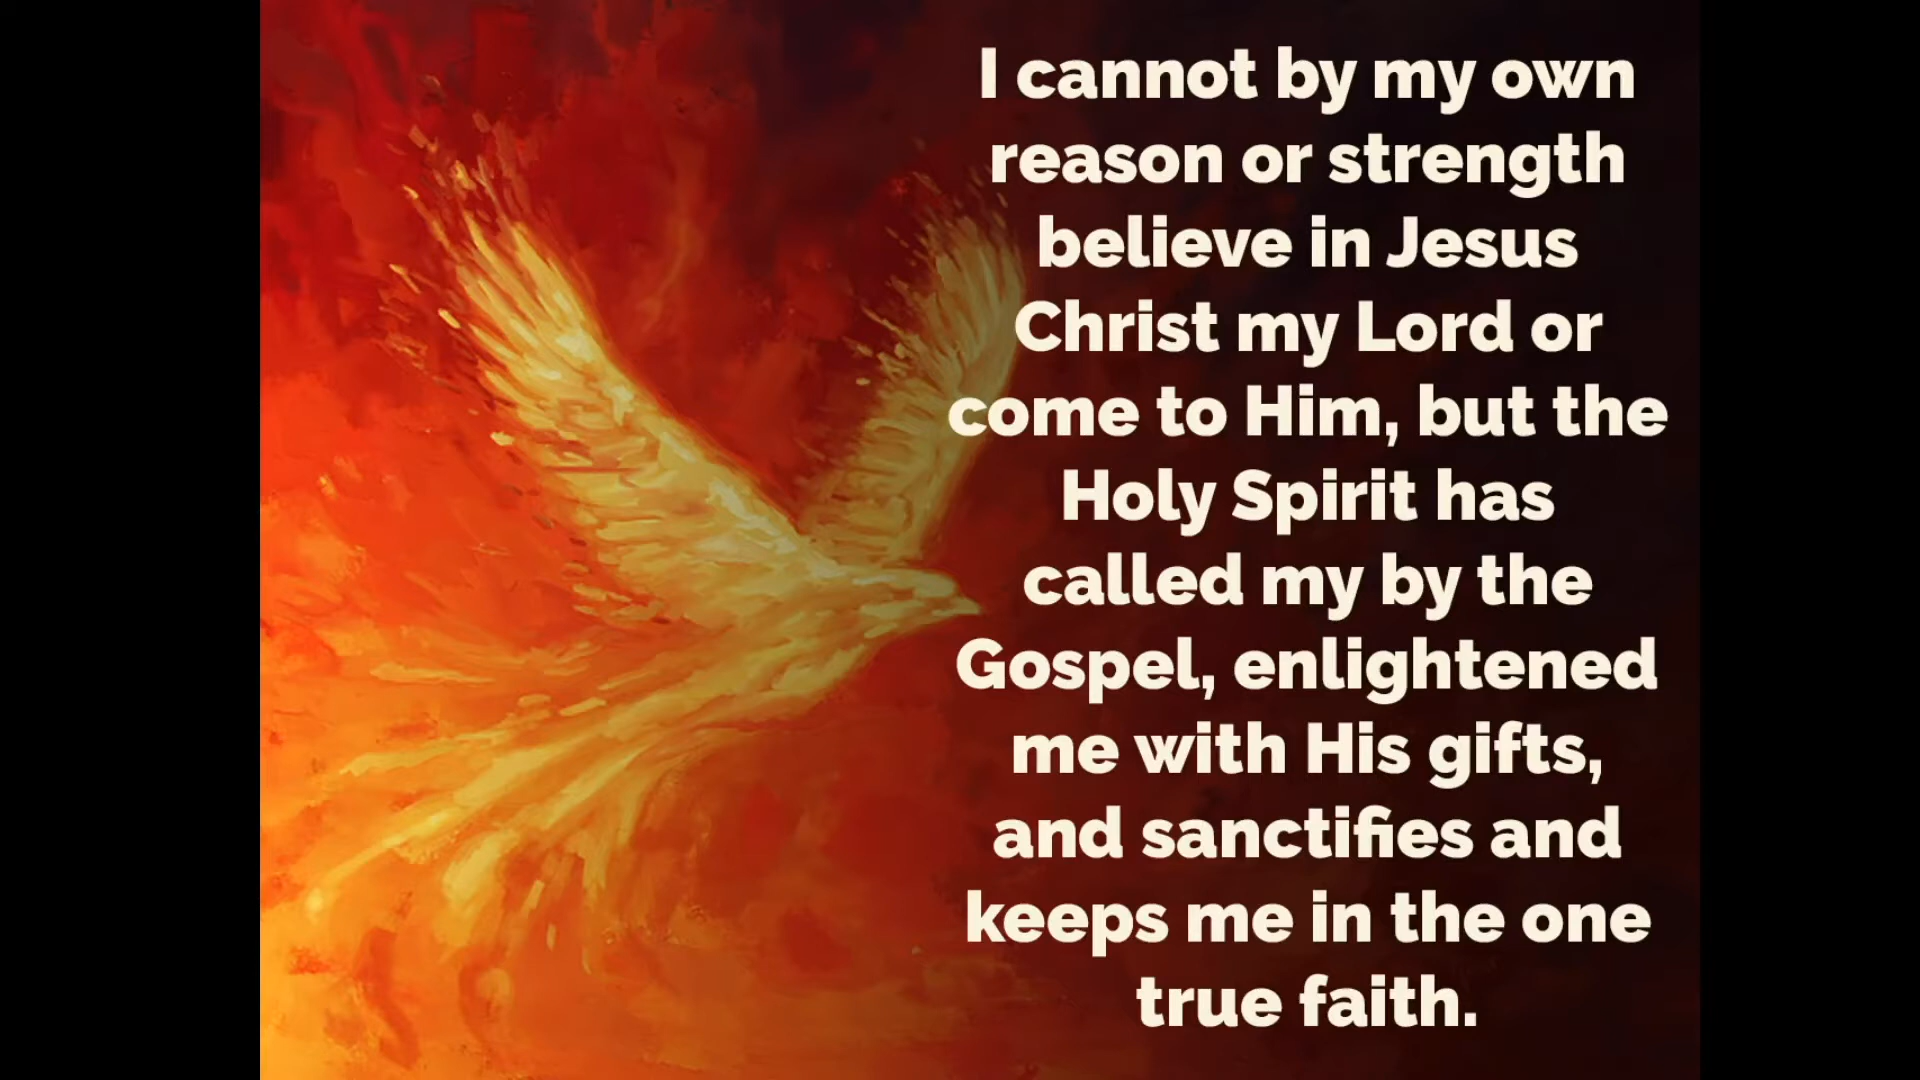 I cannot by my own
reason or strength
believe in Jesus
Christ my Lord or
come to Him, but the
Holy Spirit has
called my by the
Gospel, enlightened
me with His gifts,
and sanctifies and
keeps me in the one
true faith.